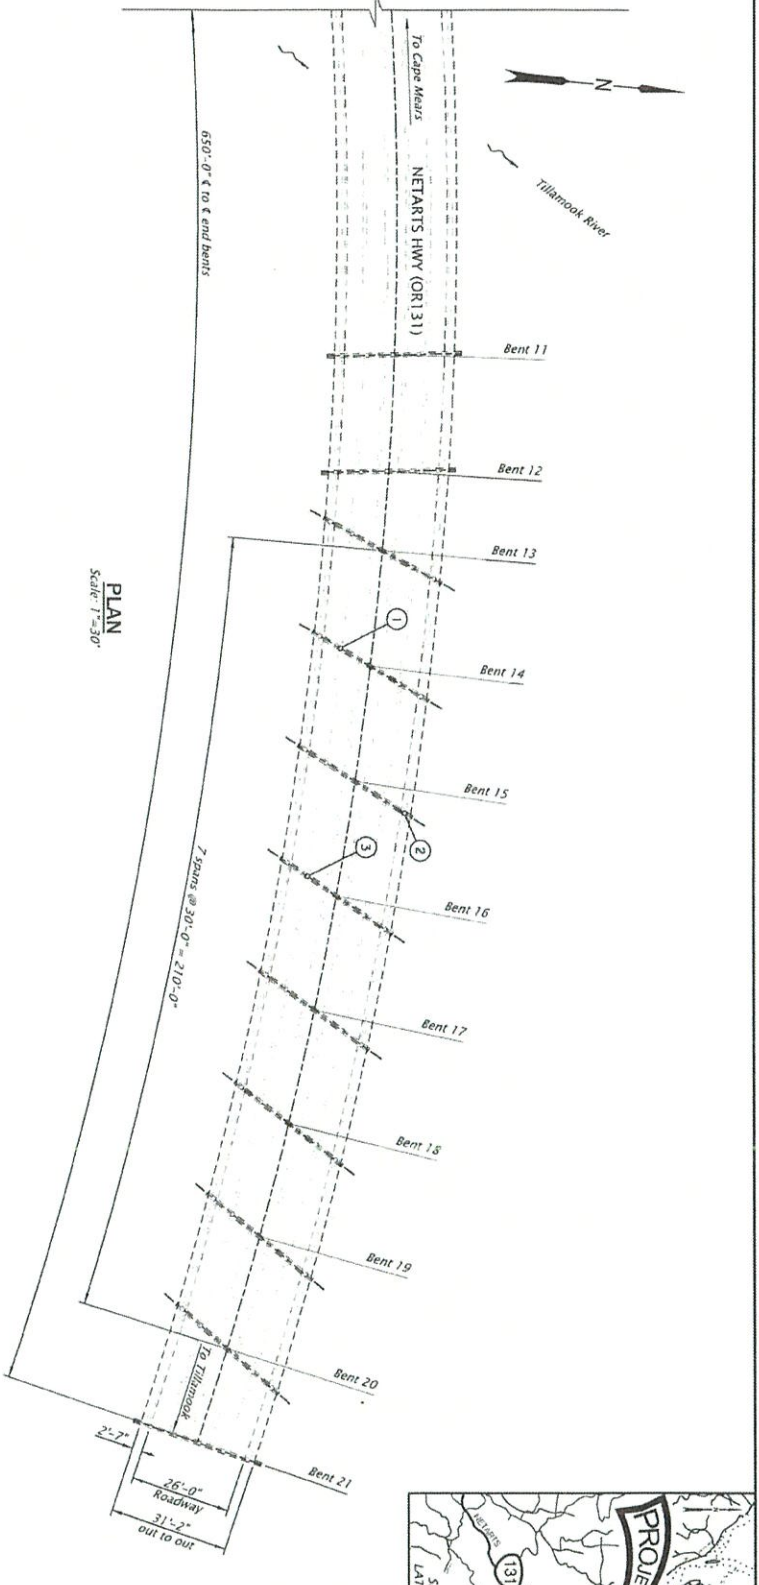 To Cape Mears
NETARTS HWY (OR131)
N
Tillamook River
650'-0" ℄ to ℄ end bents
Bent 11
Bent 12
Bent 13
Bent 14
Bent 15
Bent 16
Bent 17
Bent 18
Bent 19
Bent 20
Bent 21
1
2
3
7 spans @ 30'-0" = 210'-0"
PLAN
Scale: 1"=30'
To Tillamook
2'-7"
26'-0"
Roadway
31'-2"
out to out
PROJE
NETARTS
131